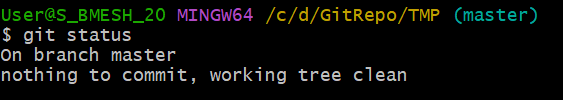 User@S_BMESH_20 MINGW64 /c/d/GitRepo/TMP (master)
$ git status
On branch master
nothing to commit, working tree clean